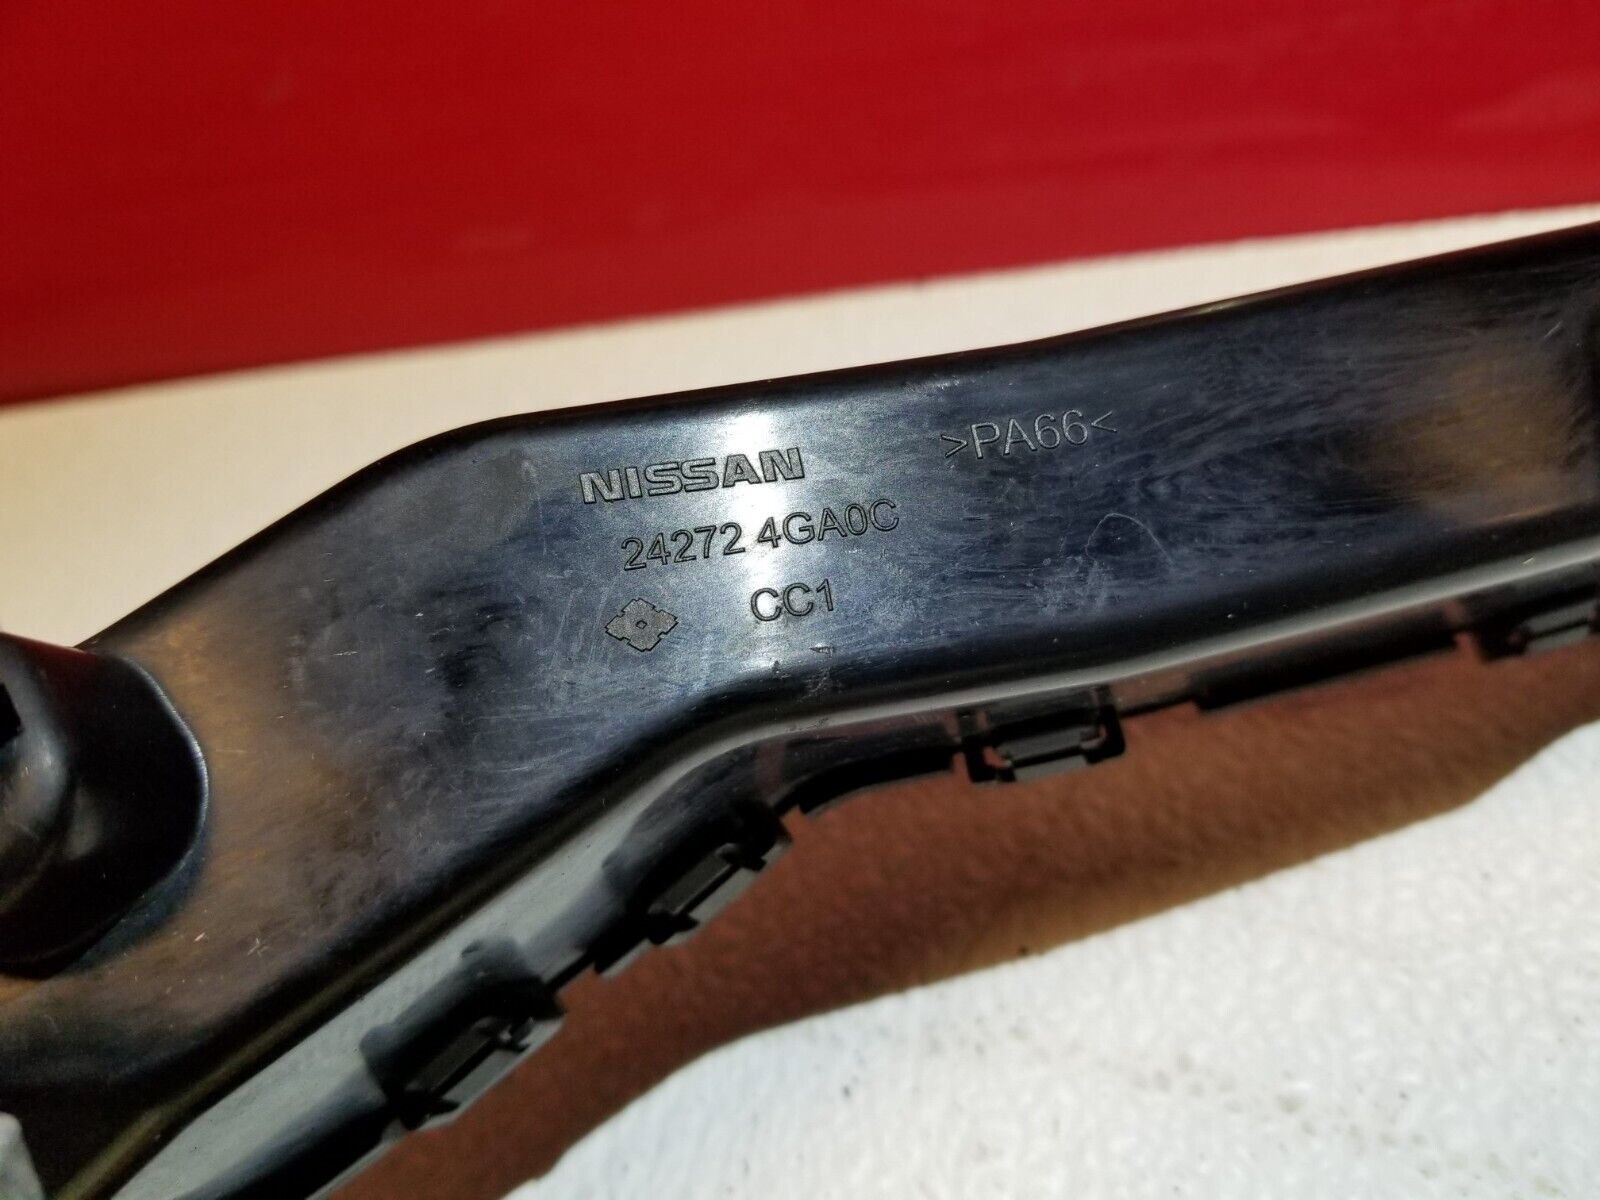 NISSAN >PA66<
24272 4GA0C
CC1